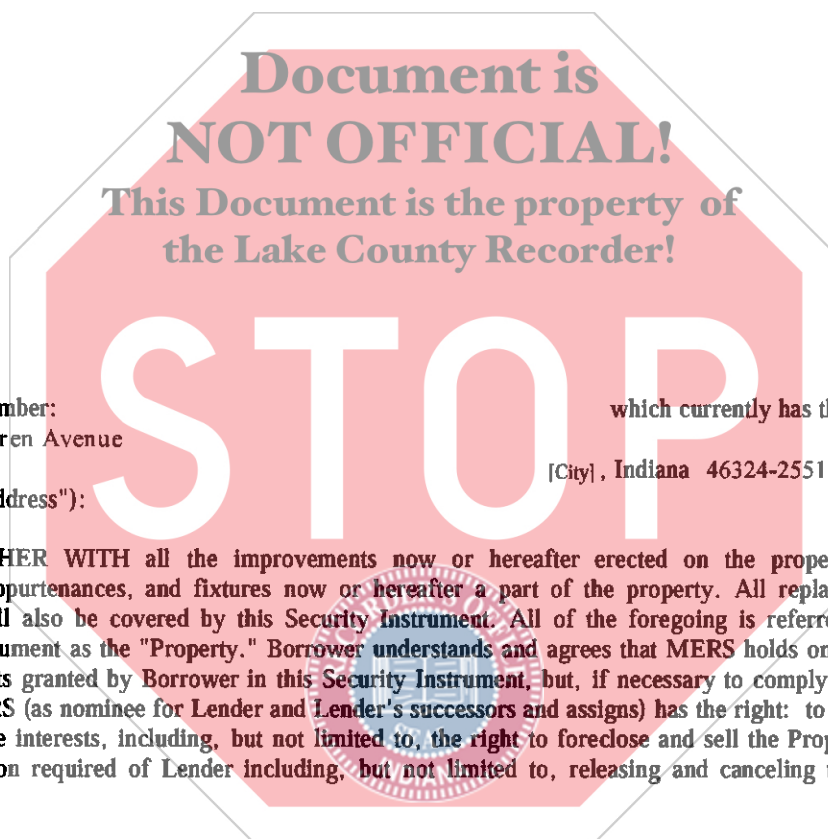 Document is
NOT OFFICIAL!
This Document is the property of
the Lake County Recorder!
STOP
mber: which currently has th
ren Avenue
[City], Indiana 46324-2551
ddress"):
HER WITH all the improvements now or hereafter erected on the prope
ppurtenances, and fixtures now or hereafter a part of the property. All repla
ll also be covered by this Security Instrument. All of the foregoing is referre
ument as the "Property." Borrower understands and agrees that MERS holds on
ts granted by Borrower in this Security Instrument, but, if necessary to comply
RS (as nominee for Lender and Lender's successors and assigns) has the right: to
e interests, including, but not limited to, the right to foreclose and sell the Prop
on required of Lender including, but not limited to, releasing and canceling t